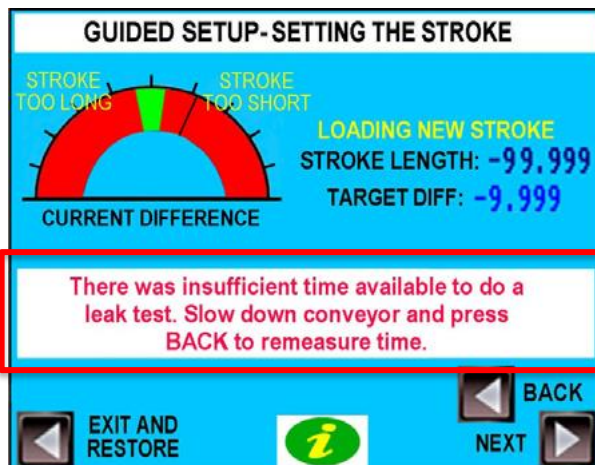 GUIDED SETUP-SETTING THE STROKE
STROKE
TOO LONG
STROKE
TOO SHORT
CURRENT DIFFERENCE
LOADING NEW STROKE
STROKE LENGTH: -99.999
TARGET DIFF: -9.999
There was insufficient time available to do a
leak test. Slow down conveyor and press
BACK to remeasure time.
EXIT AND
RESTORE
i
BACK
NEXT